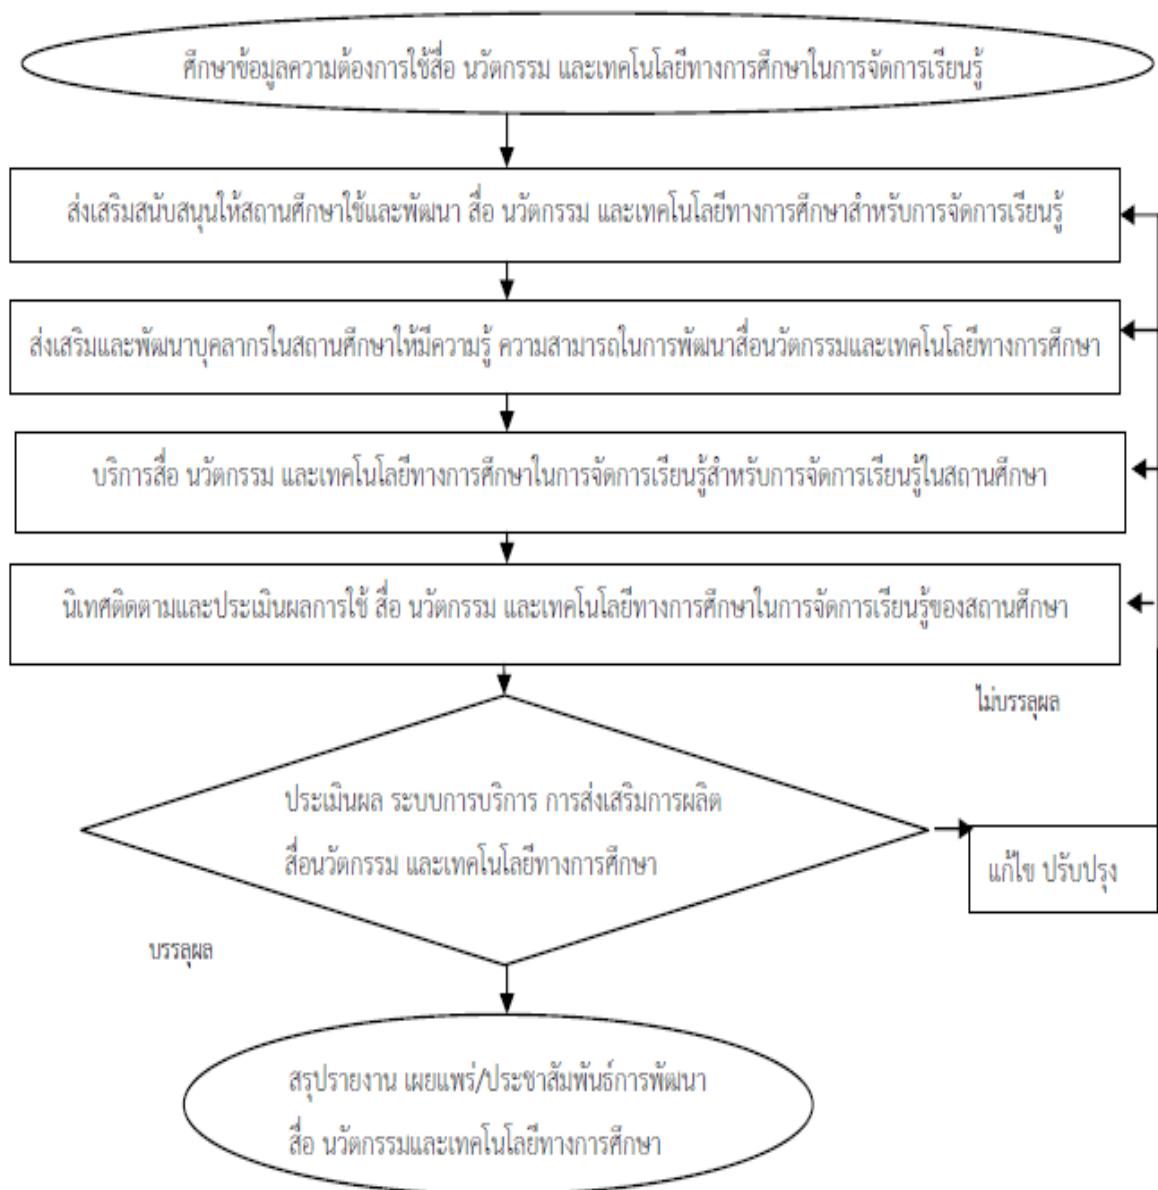 ศึกษาข้อมูลความต้องการใช้สื่อ นวัตกรรม และเทคโนโลยีทางการศึกษาในการจัดการเรียนรู้
ส่งเสริมสนับสนุนให้สถานศึกษาใช้และพัฒนา สื่อ นวัตกรรม และเทคโนโลยีทางการศึกษาสำหรับการจัดการเรียนรู้
ส่งเสริมและพัฒนาบุคลากรในสถานศึกษาให้มีความรู้ ความสามารถในการพัฒนาสื่อนวัตกรรมและเทคโนโลยีทางการศึกษา
บริการสื่อ นวัตกรรม และเทคโนโลยีทางการศึกษาในการจัดการเรียนรู้สำหรับการจัดการเรียนรู้ในสถานศึกษา
นิเทศติดตามและประเมินผลการใช้ สื่อ นวัตกรรม และเทคโนโลยีทางการศึกษาในการจัดการเรียนรู้ของสถานศึกษา
ไม่บรรลุผล
ประเมินผล ระบบการบริการ การส่งเสริมการผลิต
สื่อนวัตกรรม และเทคโนโลยีทางการศึกษา
แก้ไข ปรับปรุง
บรรลุผล
สรุปรายงาน เผยแพร่/ประชาสัมพันธ์การพัฒนา
สื่อ นวัตกรรมและเทคโนโลยีทางการศึกษา